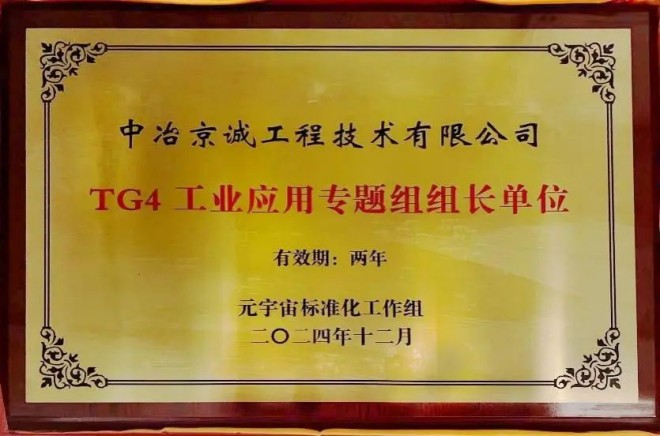 中冶京诚工程技术有限公司
TG4 工业应用专题组组长单位
有效期：两年
元宇宙标准化工作组
二〇二四年十二月